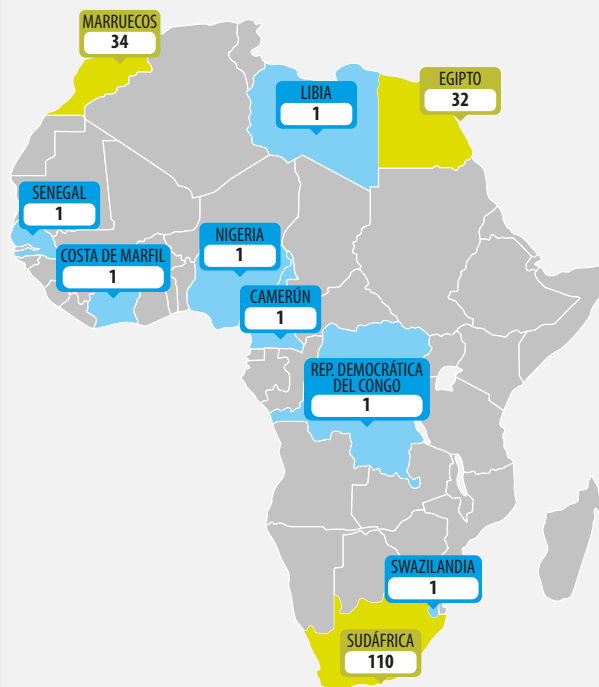 MARRUECOS
34
LIBIA
1
EGIPTO
32
SENEGAL
1
COSTA DE MARFIL
1
NIGERIA
1
CAMERÚN
1
REP. DEMOCRÁTICA
DEL CONGO
1
SWAZILANDIA
1
SUDÁFRICA
110